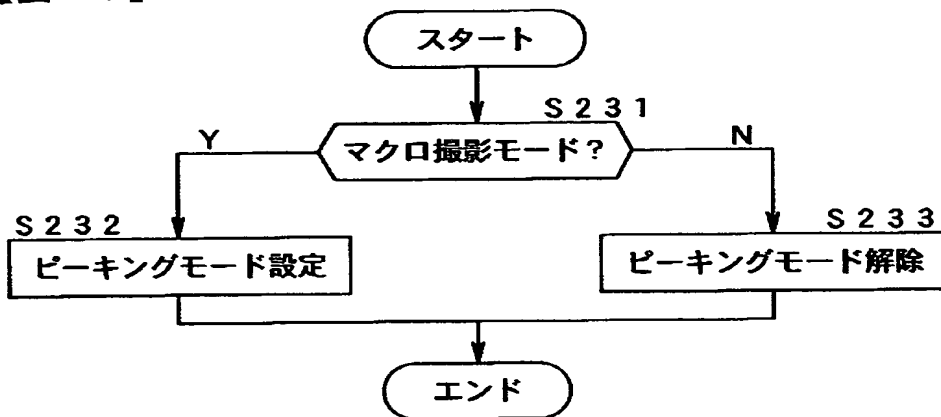 スタート
S231
マクロ撮影モード?
Y
N
S232
ピーキングモード設定
S233
ピーキングモード解除
エンド